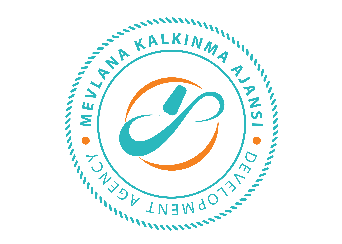 MEVLANA KALKINMA AJANSI
DEVELOPMENT AGENCY